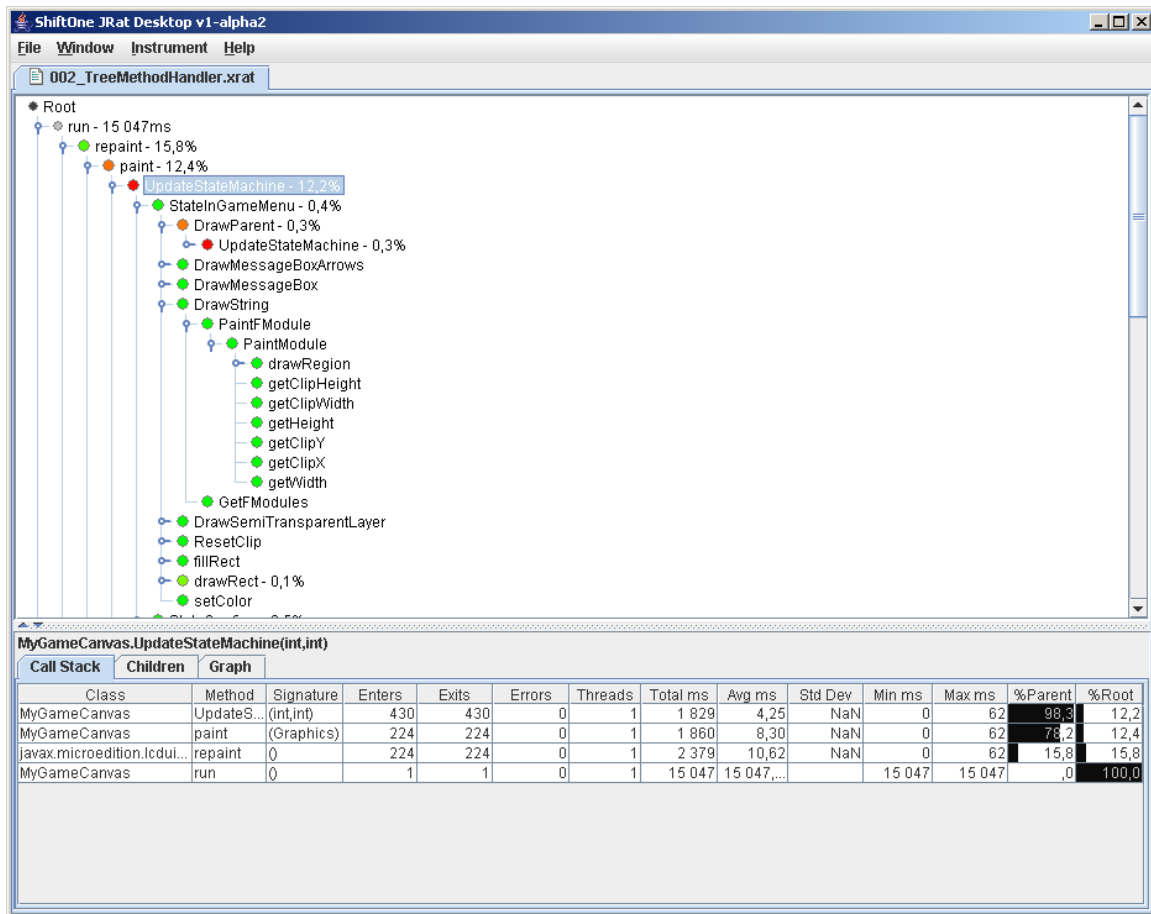 ShiftOne JRat Desktop v1-alpha2
File Window Instrument Help
002_TreeMethodHandler.xrat
Root
run - 15 047ms
repaint - 15,8%
paint - 12,4%
UpdateStateMachine - 12,2%
StateInGameMenu - 0,4%
DrawParent - 0,3%
UpdateStateMachine - 0,3%
DrawMessageBoxArrows
DrawMessageBox
DrawString
PaintFModule
PaintModule
drawRegion
getClipHeight
getClipWidth
getHeight
getClipY
getClipX
getWidth
GetFModules
DrawSemiTransparentLayer
ResetClip
fillRect
drawRect - 0,1%
setColor
MyGameCanvas.UpdateStateMachine(int,int)
Call Stack Children Graph
Class Method Signature Enters Exits Errors Threads Total ms Avg ms Std Dev Min ms Max ms %Parent %Root
MyGameCanvas UpdateS... (int,int) 430 430 0 1 1 829 4,25 NaN 0 62 98,3 12,2
MyGameCanvas paint (Graphics) 224 224 0 1 1 860 8,30 NaN 0 62 78,2 12,4
javax.microedition.lcdui... repaint () 224 224 0 1 2 379 10,62 NaN 0 62 15,8 15,8
MyGameCanvas run () 1 1 0 1 15 047 15 047,... 15 047 15 047 ,0 100,0